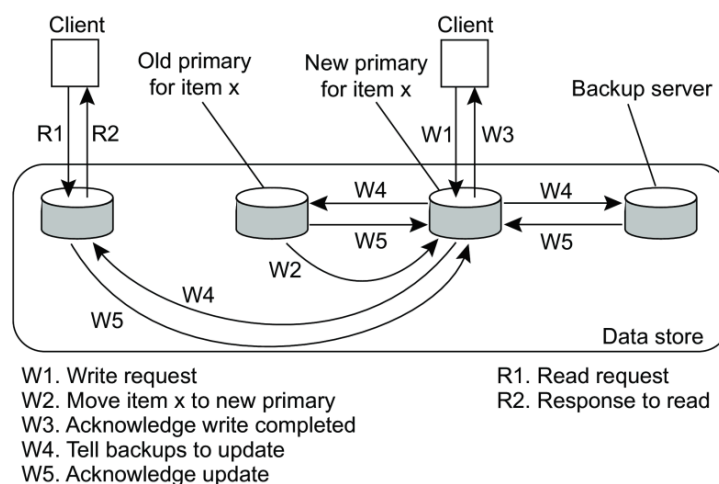 Client
Client
Old primary
for item x
New primary
for item x
Backup server
R1
R2
W1
W3
W4
W4
W5
W5
W2
W4
W5
Data store
W1. Write request
W2. Move item x to new primary
W3. Acknowledge write completed
W4. Tell backups to update
W5. Acknowledge update
R1. Read request
R2. Response to read